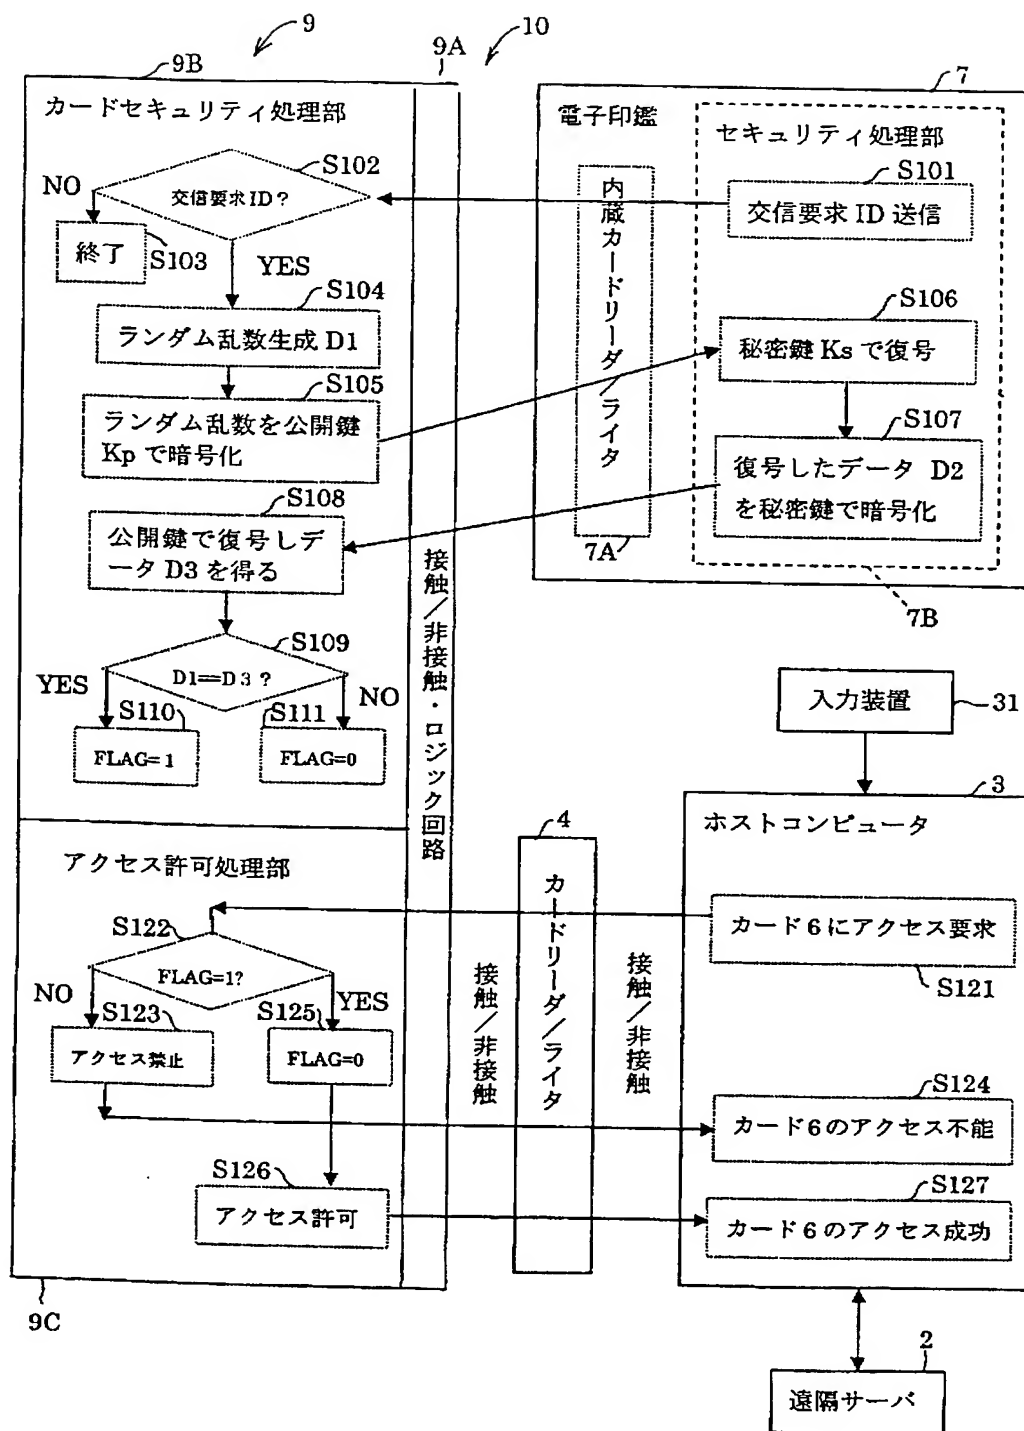 9
10
9A
9B
カードセキュリティ処理部
S102
NO
交信要求ID?
終了
S103
YES
S104
ランダム乱数生成 D1
S105
ランダム乱数を公開鍵
Kp で暗号化
S108
公開鍵で復号しデ
ータ D3 を得る
S109
D1==D3?
YES
NO
S110
S111
FLAG=1
FLAG=0
接触/非接触・ロジック回路
7
電子印鑑
セキュリティ処理部
S101
交信要求 ID 送信
内蔵カードリーダ/ライタ
S106
秘密鍵 Ks で復号
S107
復号したデータ D2
を秘密鍵で暗号化
7A
7B
入力装置
31
3
ホストコンピュータ
アクセス許可処理部
4
カードリーダ/ライタ
S122
FLAG=1?
カード6にアクセス要求
S121
NO
YES
S123
S125
アクセス禁止
FLAG=0
接触/非接触
接触/非接触
S124
カード6のアクセス不能
S126
アクセス許可
S127
カード6のアクセス成功
9C
2
遠隔サーバ